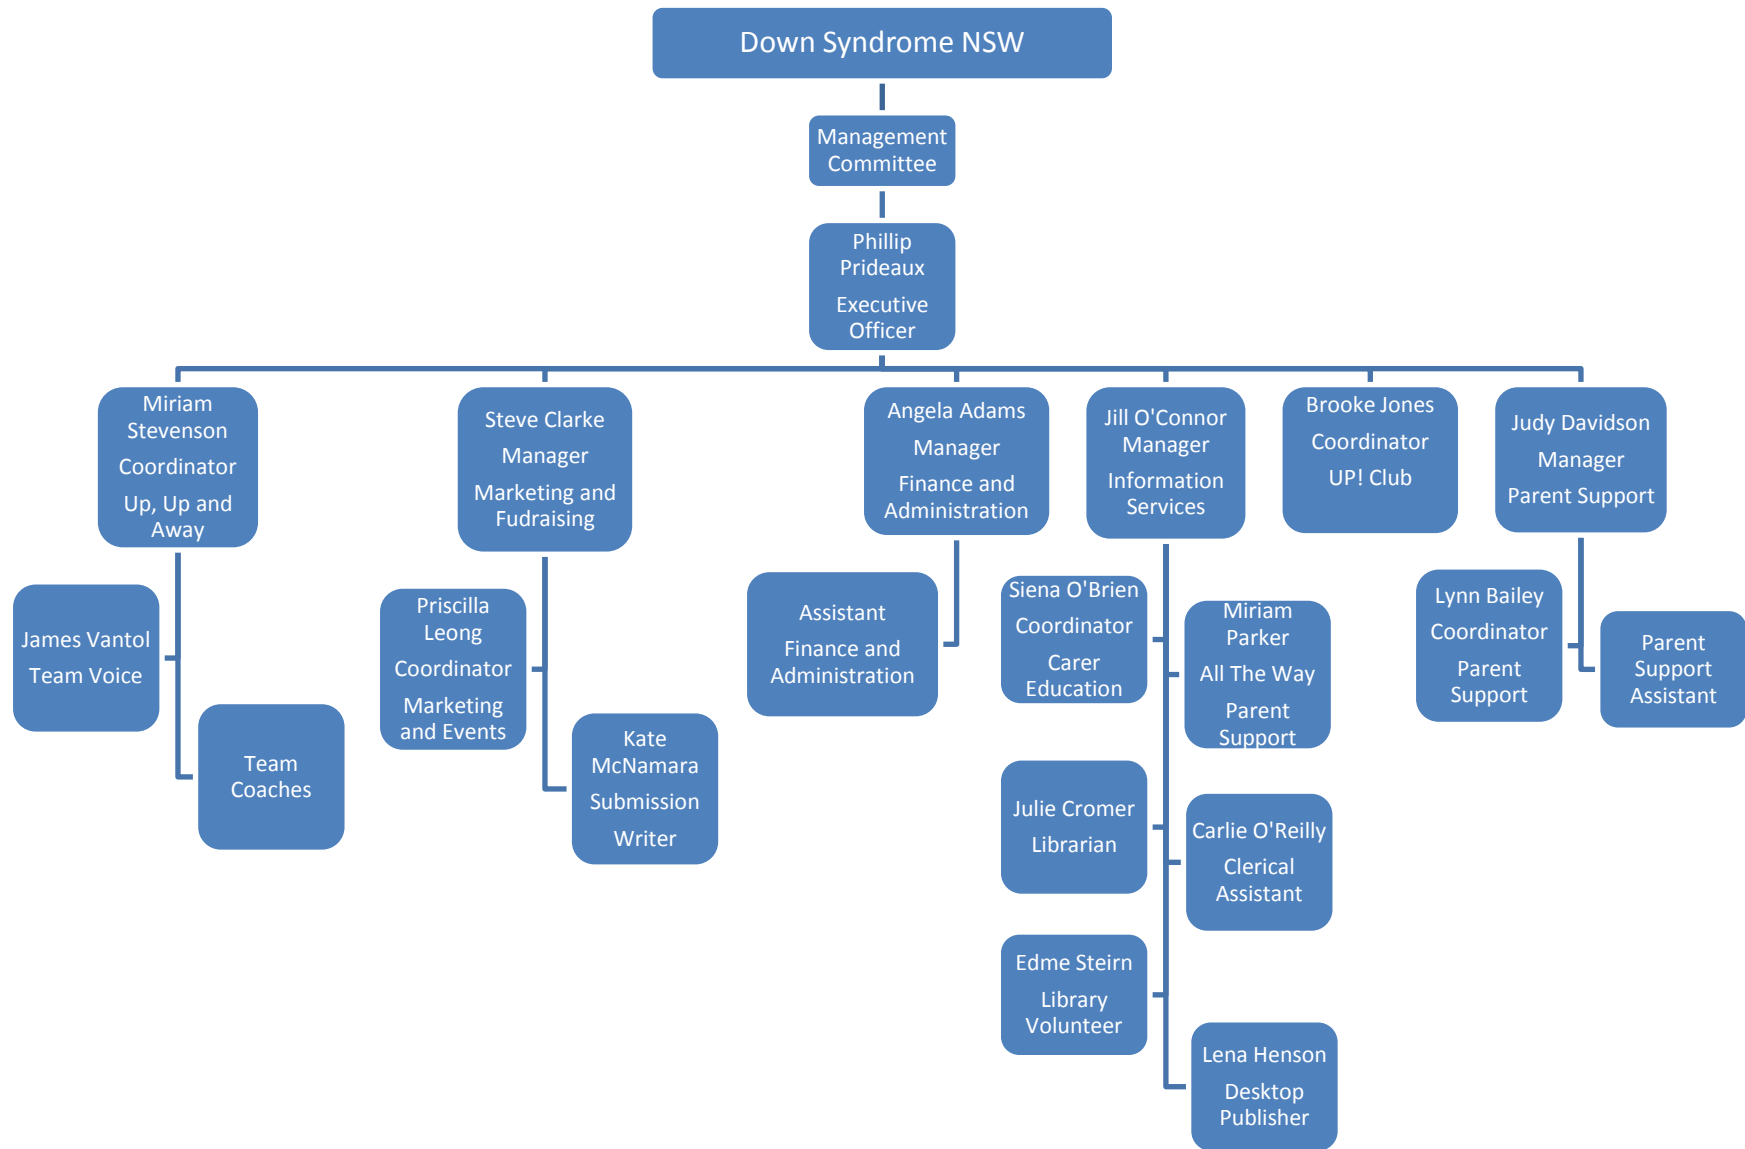 Down Syndrome NSW
Management
Committee
Phillip
Prideaux
Executive
Officer
Miriam
Stevenson
Coordinator
Up, Up and
Away
Steve Clarke
Manager
Marketing and
Fudraising
Angela Adams
Manager
Finance and
Administration
Jill O'Connor
Manager
Information
Services
Brooke Jones
Coordinator
UP! Club
Judy Davidson
Manager
Parent Support
James Vantol
Team Voice
Team
Coaches
Priscilla
Leong
Coordinator
Marketing
and Events
Kate
McNamara
Submission
Writer
Assistant
Finance and
Administration
Siena O'Brien
Coordinator
Carer
Education
Miriam
Parker
All The Way
Parent
Support
Julie Cromer
Librarian
Carlie O'Reilly
Clerical
Assistant
Edme Steirn
Library
Volunteer
Lena Henson
Desktop
Publisher
Lynn Bailey
Coordinator
Parent
Support
Parent
Support
Assistant